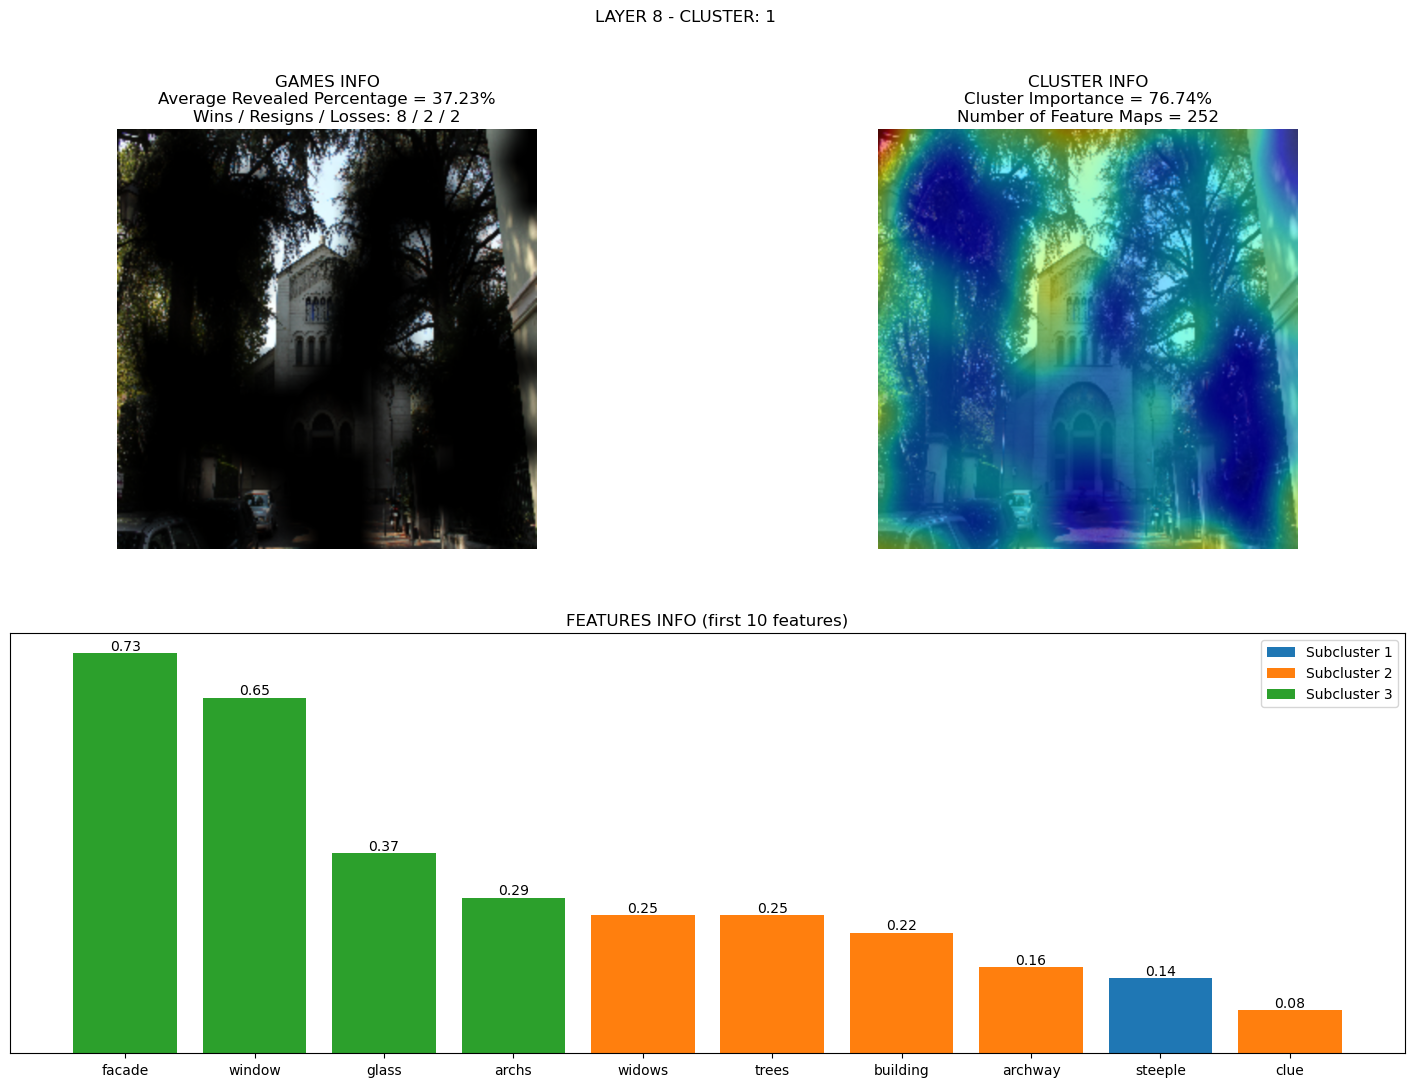 LAYER 8 - CLUSTER: 1
GAMES INFO
Average Revealed Percentage = 37.23%
Wins / Resigns / Losses: 8 / 2 / 2
CLUSTER INFO
Cluster Importance = 76.74%
Number of Feature Maps = 252
FEATURES INFO (first 10 features)
0.73
0.65
0.37
0.29
0.25
0.25
0.22
0.16
0.14
0.08
Subcluster 1
Subcluster 2
Subcluster 3
facade
window
glass
archs
widows
trees
building
archway
steeple
clue